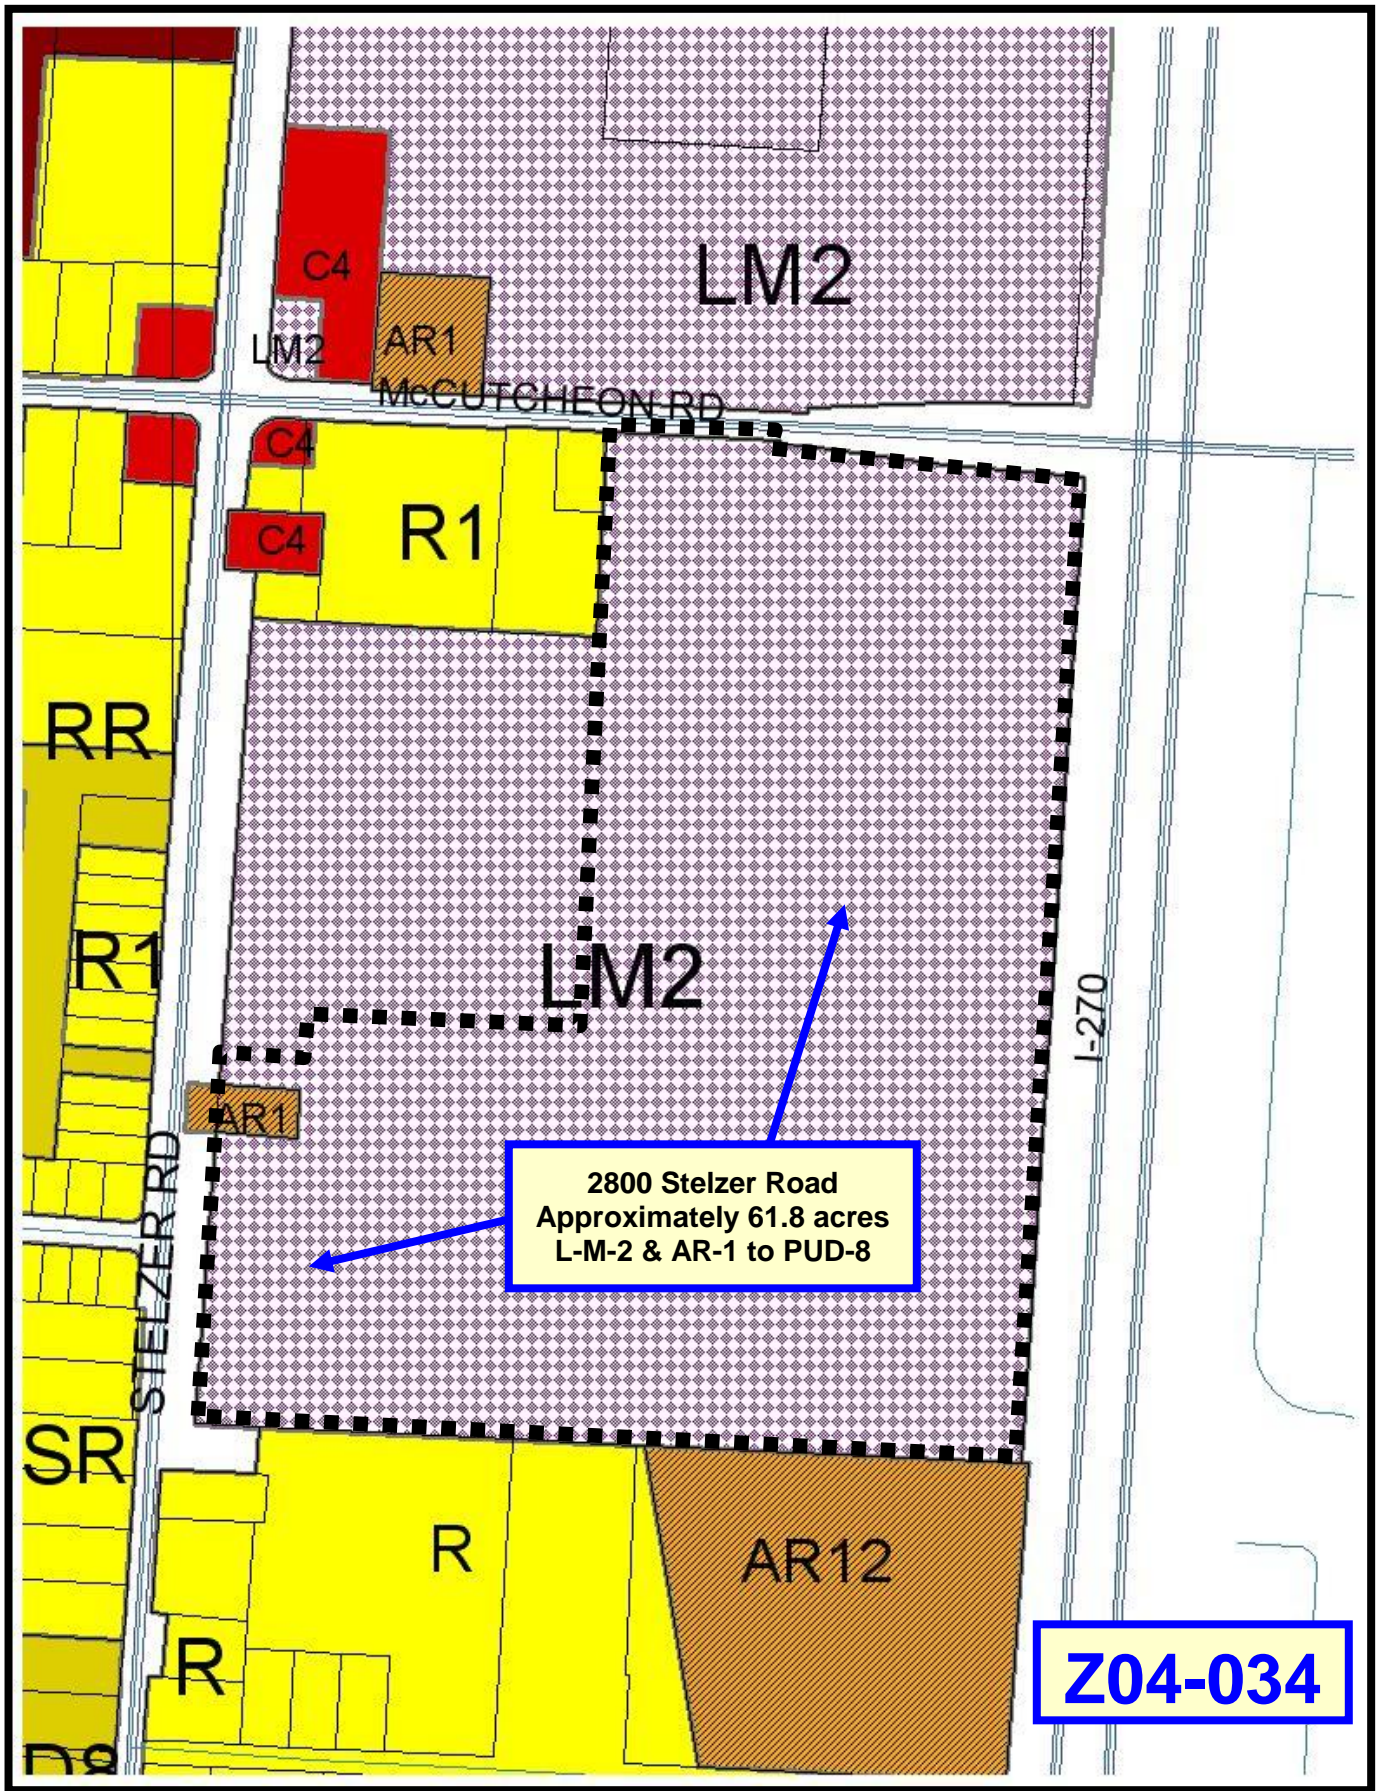 C4
LM2
LM2
AR1
McCUTCHEON RD
C4
C4
R1
RR
R1
LM2
I-270
AR1
STELZER RD
2800 Stelzer Road
Approximately 61.8 acres
L-M-2 & AR-1 to PUD-8
SR
R
AR12
R
Z04-034
D8